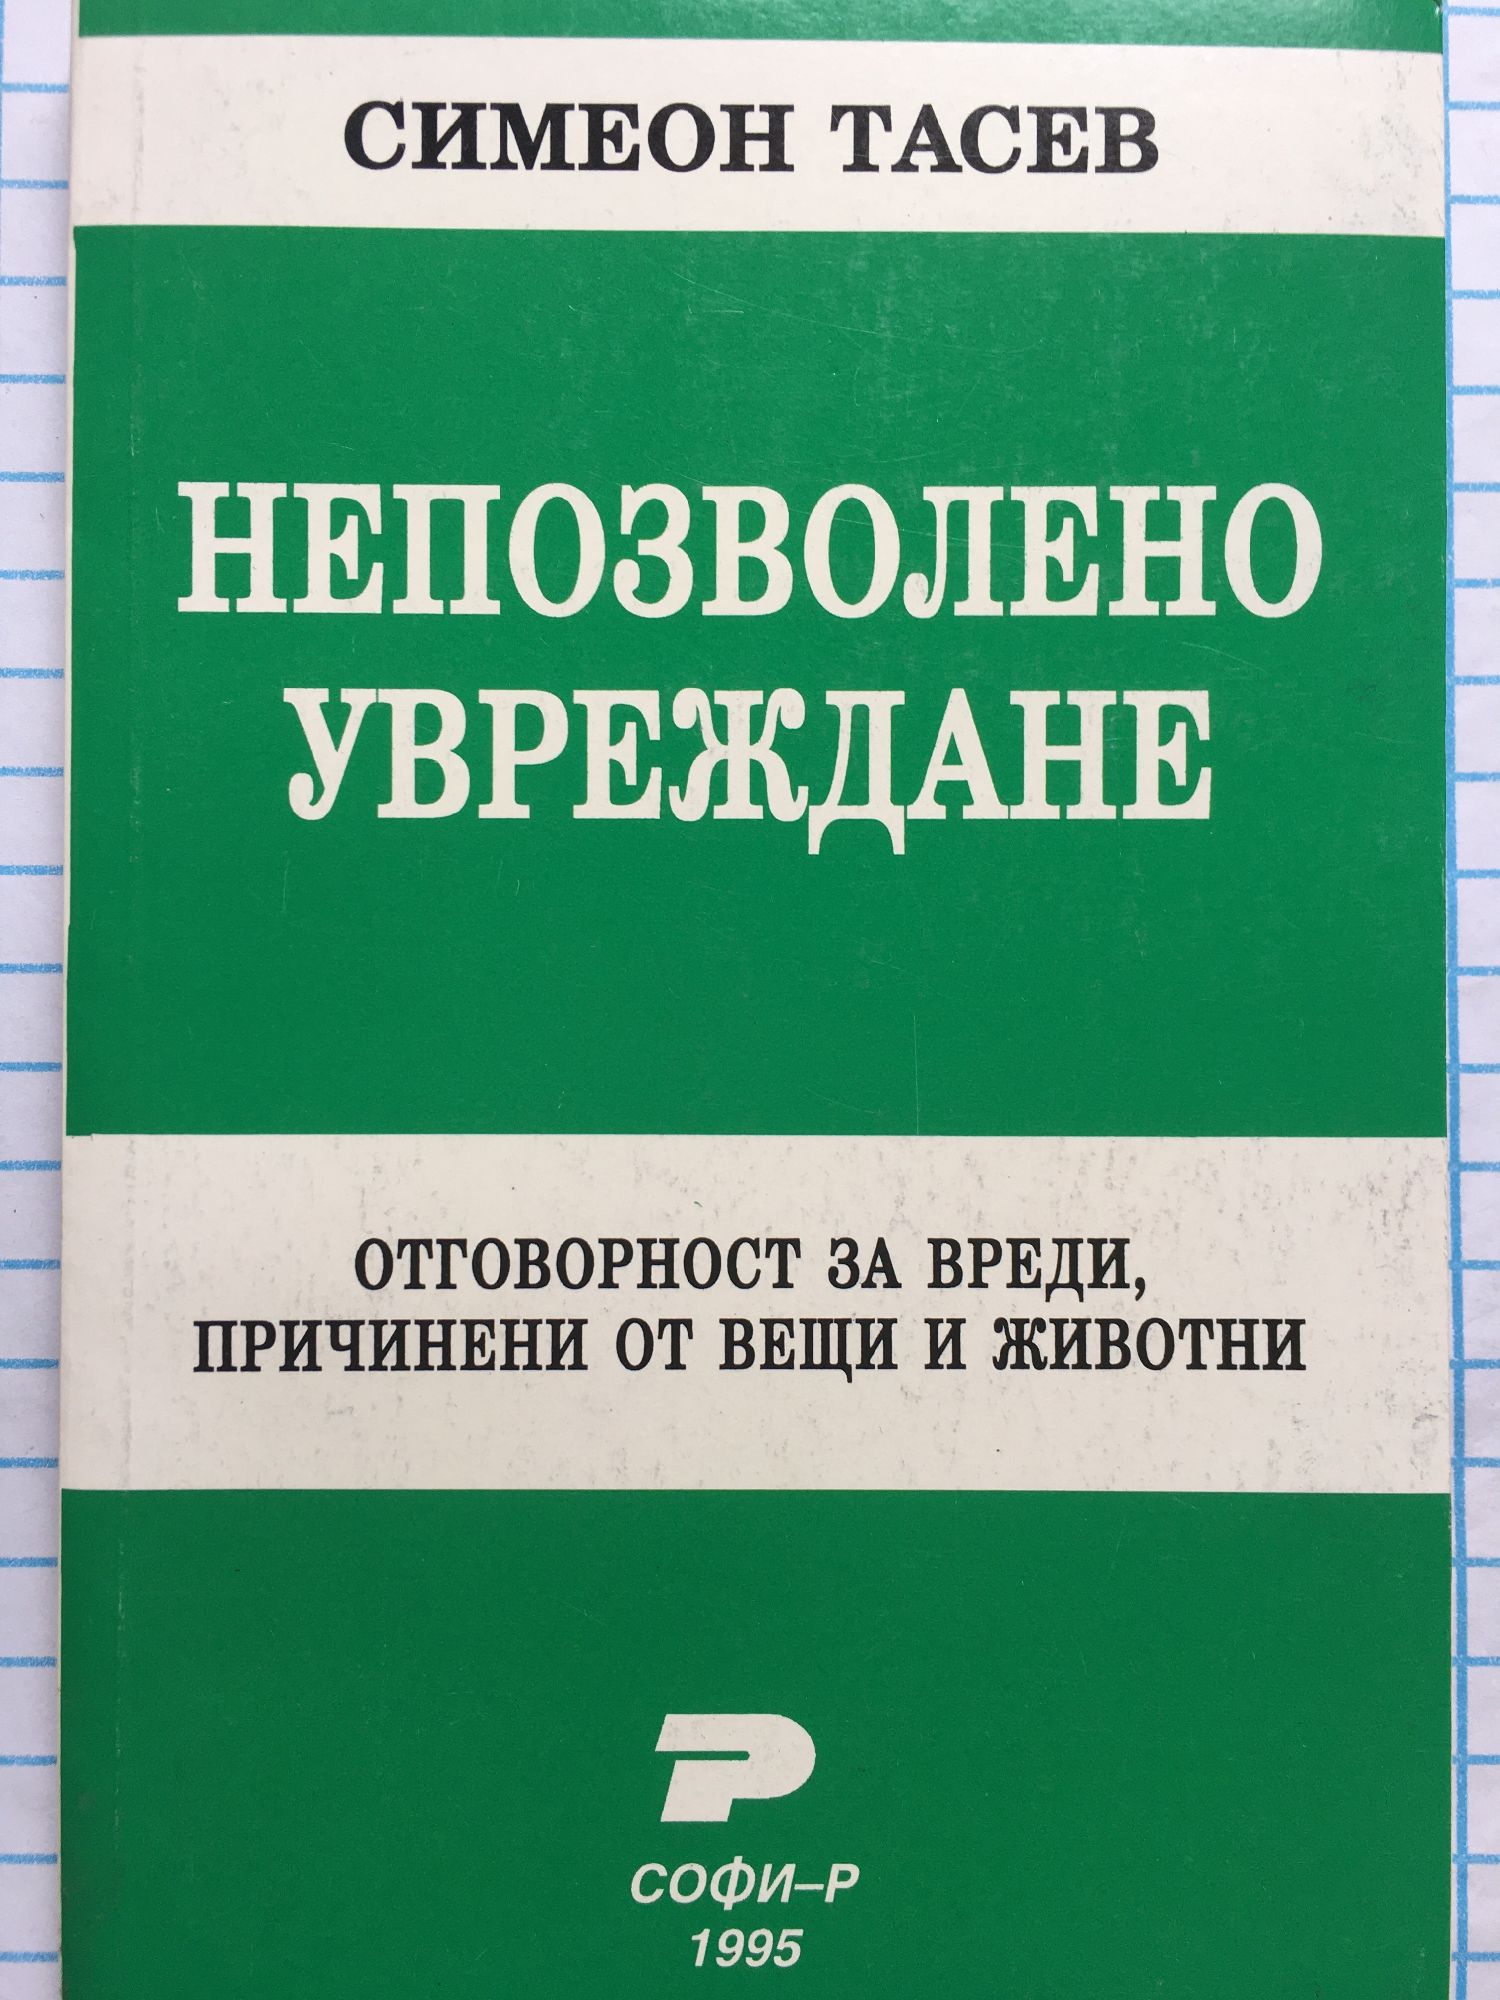 СИМЕОН ТАСЕВ
НЕПОЗВОЛЕНО
УВРЕЖДАНЕ
ОТГОВОРНОСТ ЗА ВРЕДИ,
ПРИЧИНЕНИ ОТ ВЕЩИ И ЖИВОТНИ
Р
СОФИ–Р
1995